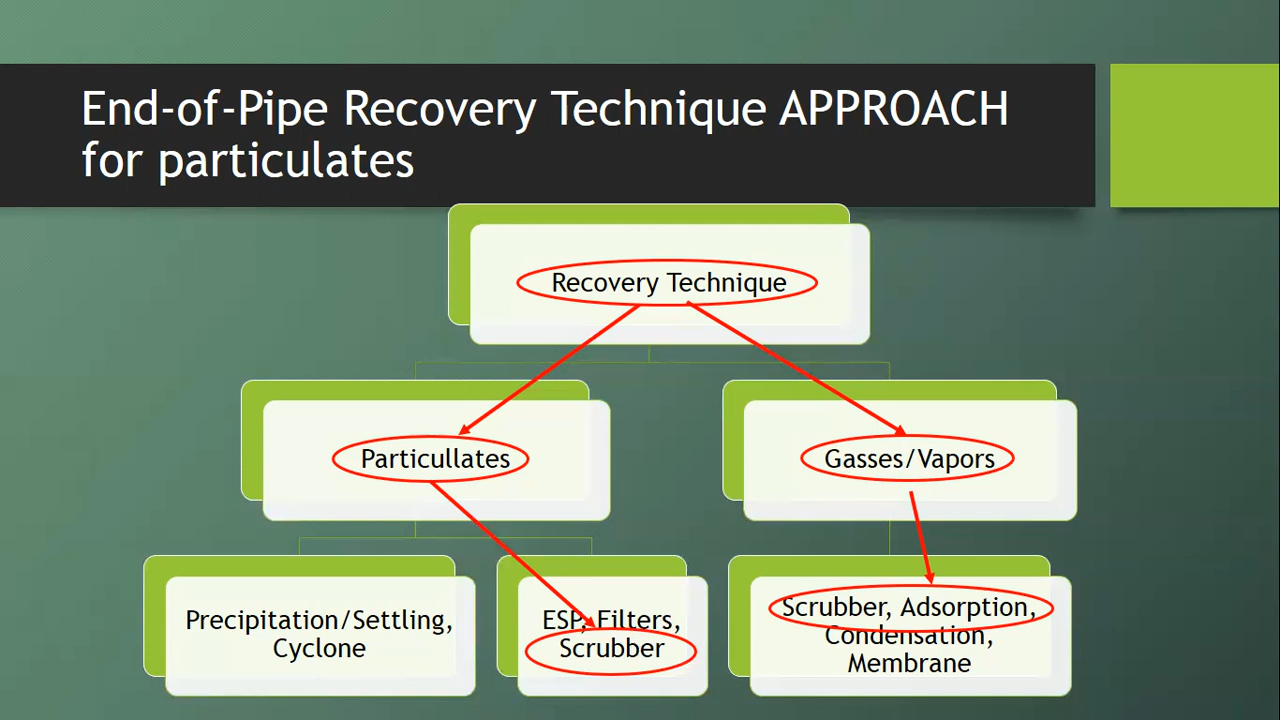 End-of-Pipe Recovery Technique APPROACH
for particulates
Recovery Technique
Particullates
Gasses/Vapors
Precipitation/Settling,
Cyclone
ESP, Filters,
Scrubber
Scrubber, Adsorption,
Condensation,
Membrane